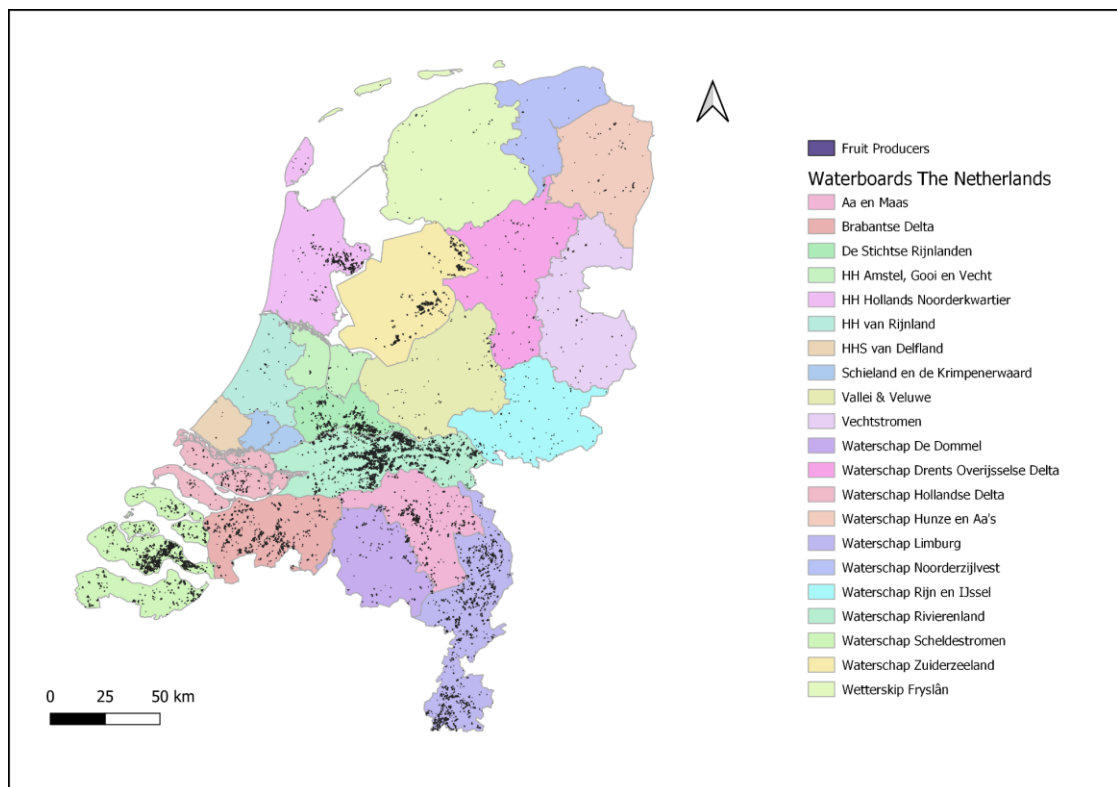 Fruit Producers
Waterboards The Netherlands
Aa en Maas
Brabantse Delta
De Stichtse Rijnlanden
HH Amstel, Gooi en Vecht
HH Hollands Noorderkwartier
HH van Rijnland
HHS van Delfland
Schieland en de Krimpenerwaard
Vallei & Veluwe
Vechtstromen
Waterschap De Dommel
Waterschap Drents Overijsselse Delta
Waterschap Hollandse Delta
Waterschap Hunze en Aa's
Waterschap Limburg
Waterschap Noorderzijlvest
Waterschap Rijn en IJssel
Waterschap Rivierenland
Waterschap Scheldestromen
Waterschap Zuiderzeeland
Wetterskip Fryslân
0 25 50 km